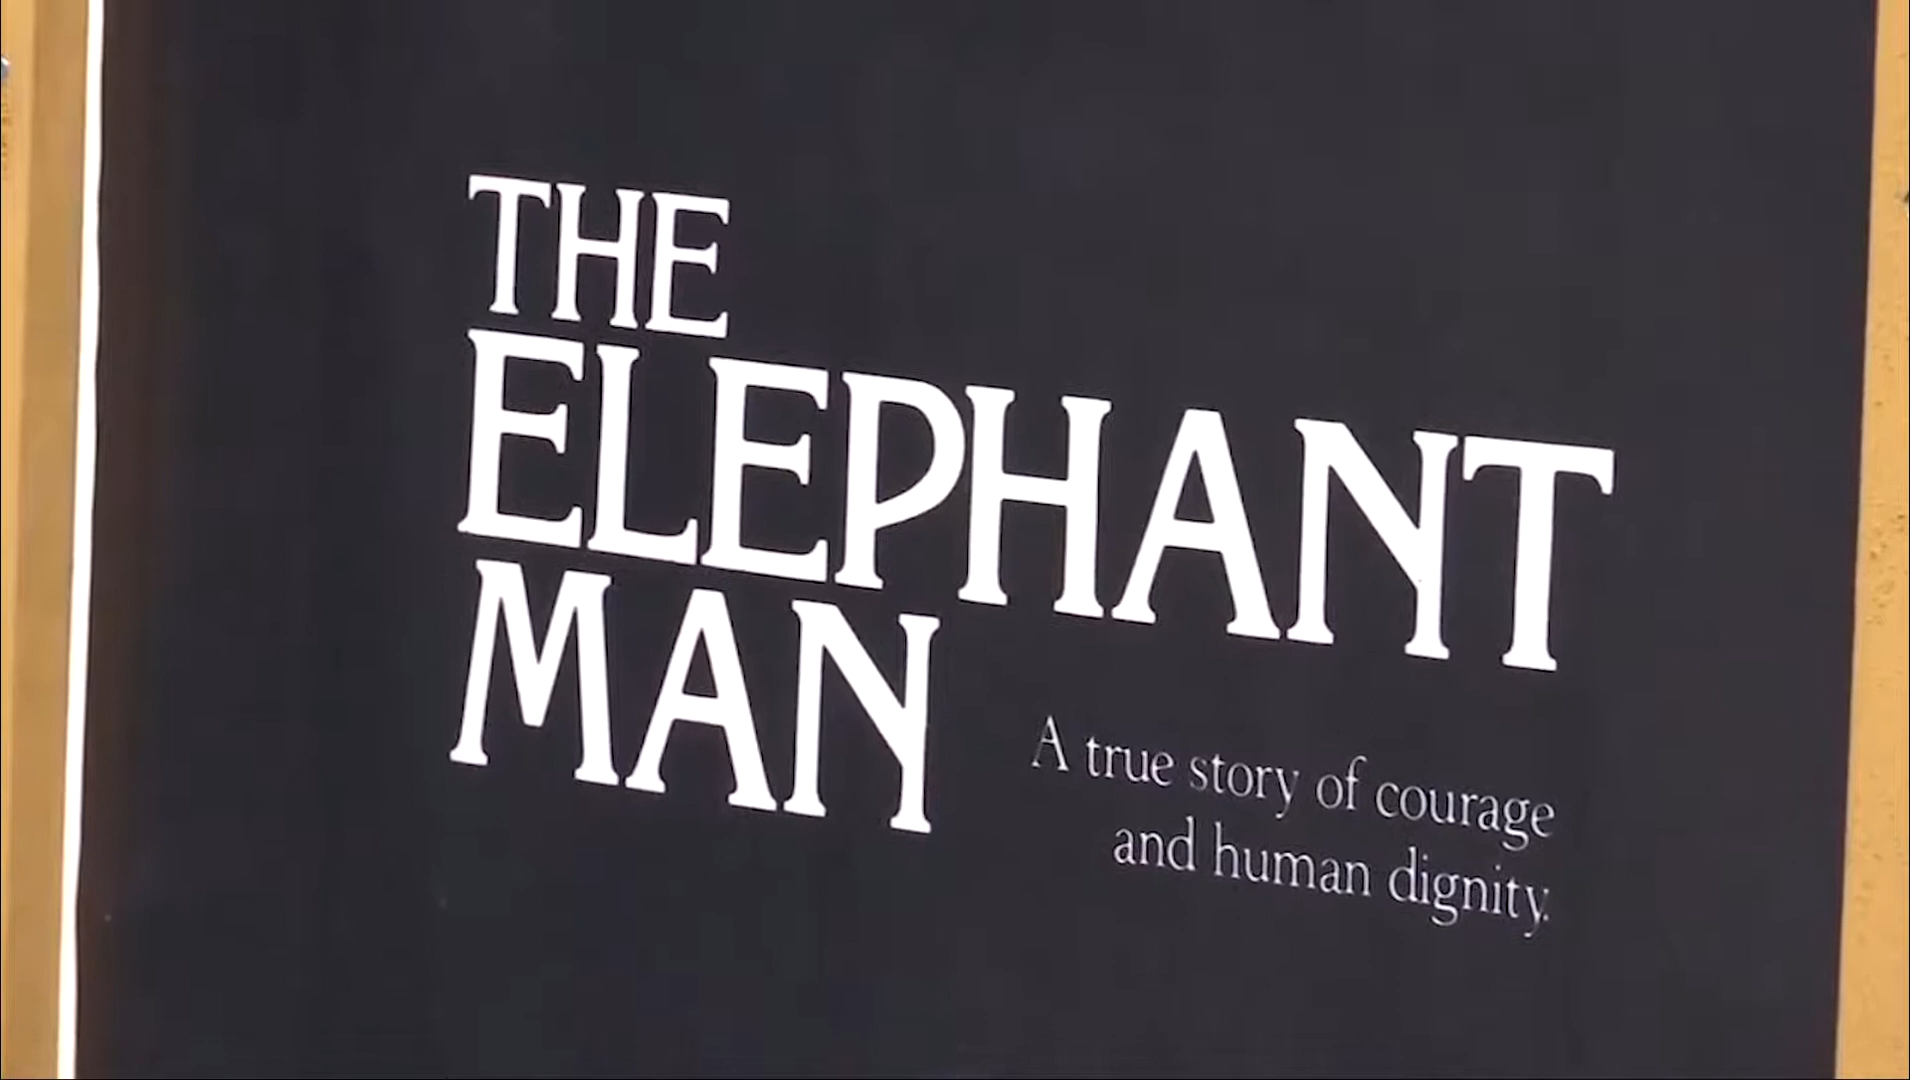 THE
ELEPHANT
MAN
A true story of courage
and human dignity.